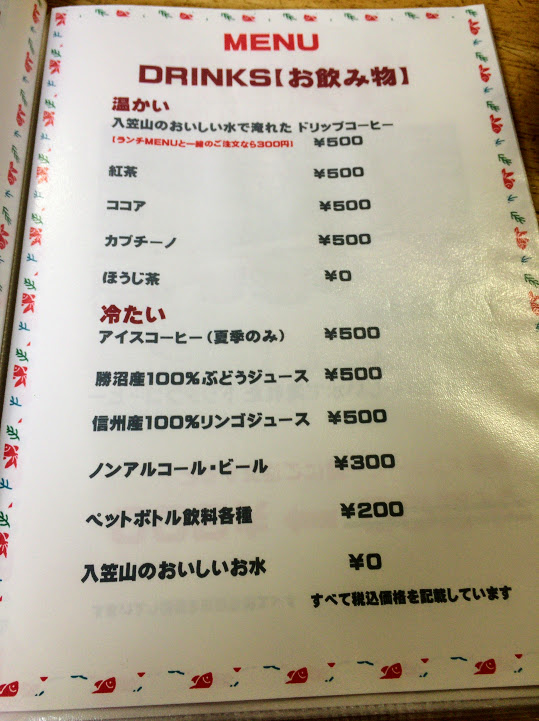 MENU
DRINKS【お飲み物】
温かい
入笠山のおいしい水で淹れた ドリップコーヒー
(ランチMENUと一緒のご注文なら300円) ¥500
紅茶 ¥500
ココア ¥500
カプチーノ ¥500
ほうじ茶 ¥0
冷たい
アイスコーヒー(夏季のみ) ¥500
勝沼産100%ぶどうジュース ¥500
信州産100%リンゴジュース ¥500
ノンアルコール・ビール ¥300
ペットボトル飲料各種 ¥200
入笠山のおいしいお水 ¥0
すべて税込価格を記載しています